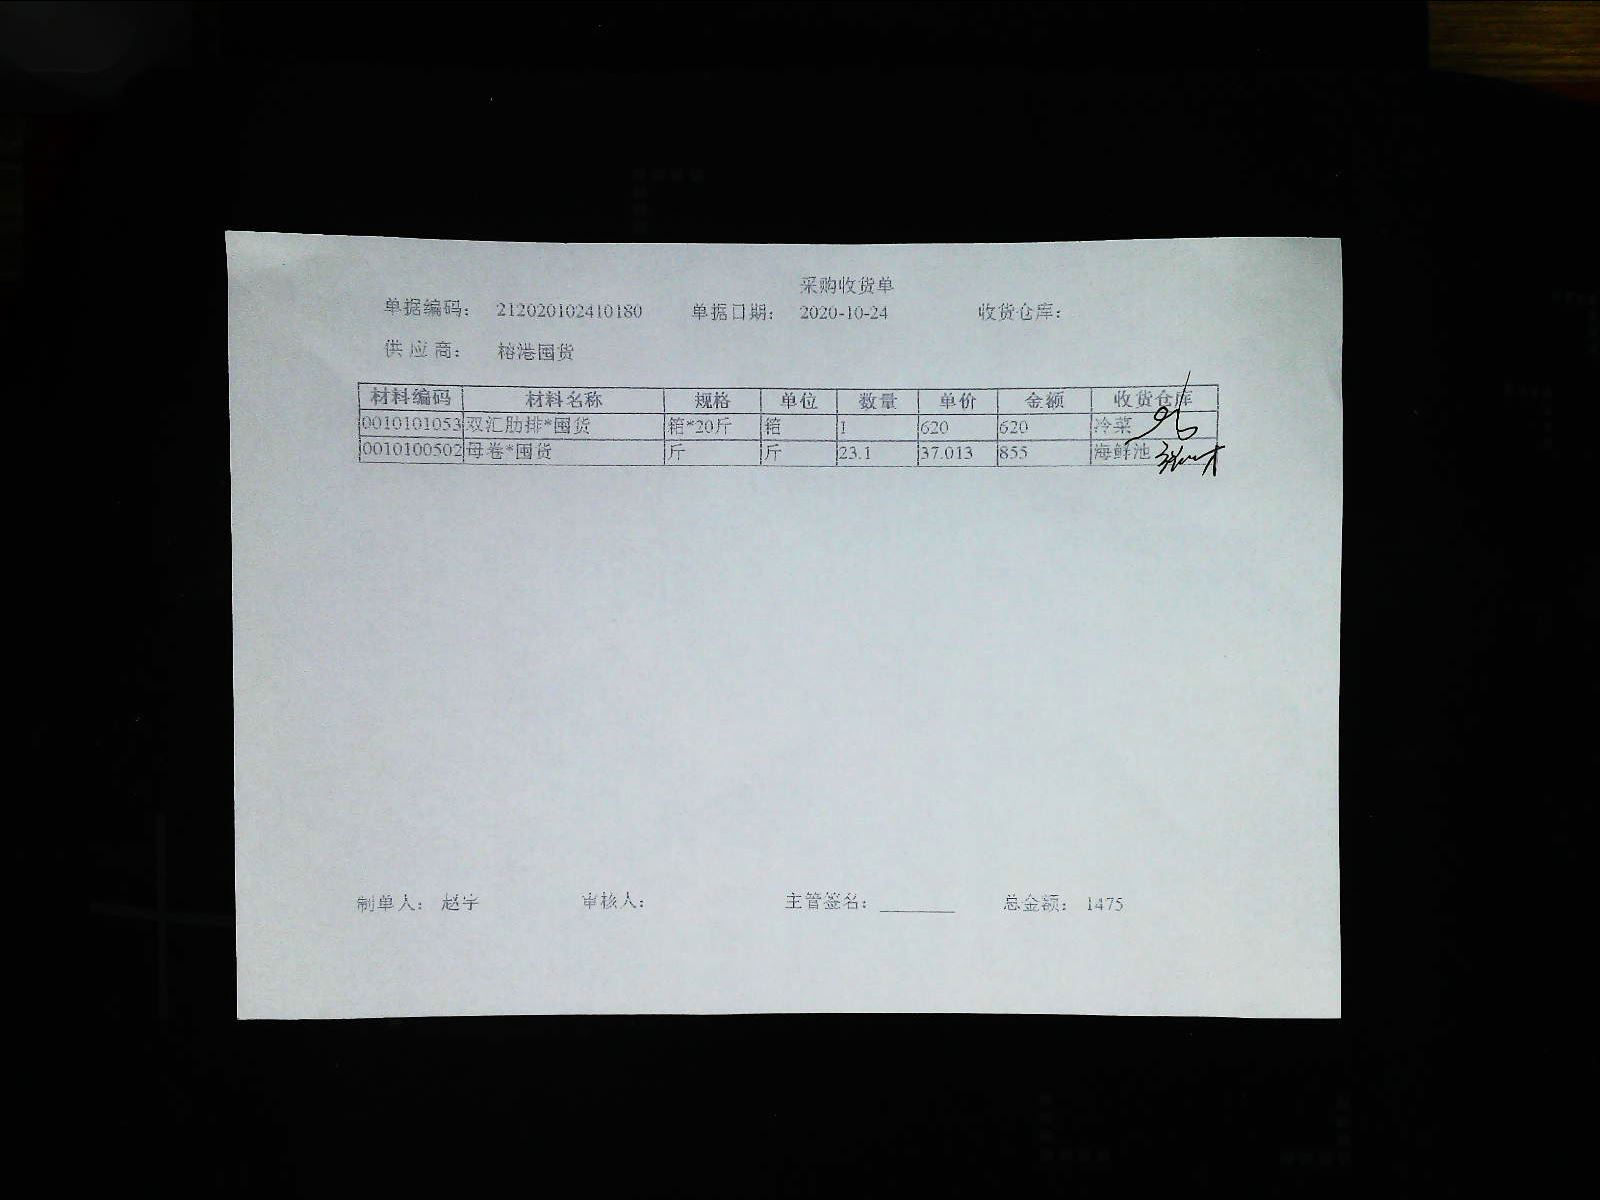 采购收货单
单据编码: 212020102410180 单据日期: 2020-10-24 收货仓库:
供应商: 榕港囤货
材料编码 材料名称 规格 单位 数量 单价 金额 收货仓库
0010101053 双汇肋排*囤货 箱*20斤 箱 1 620 620 冷菜
0010100502 母卷*囤货 斤 斤 23.1 37.013 855 海鲜池
制单人: 赵宇 审核人: 主管签名: 总金额: 1475